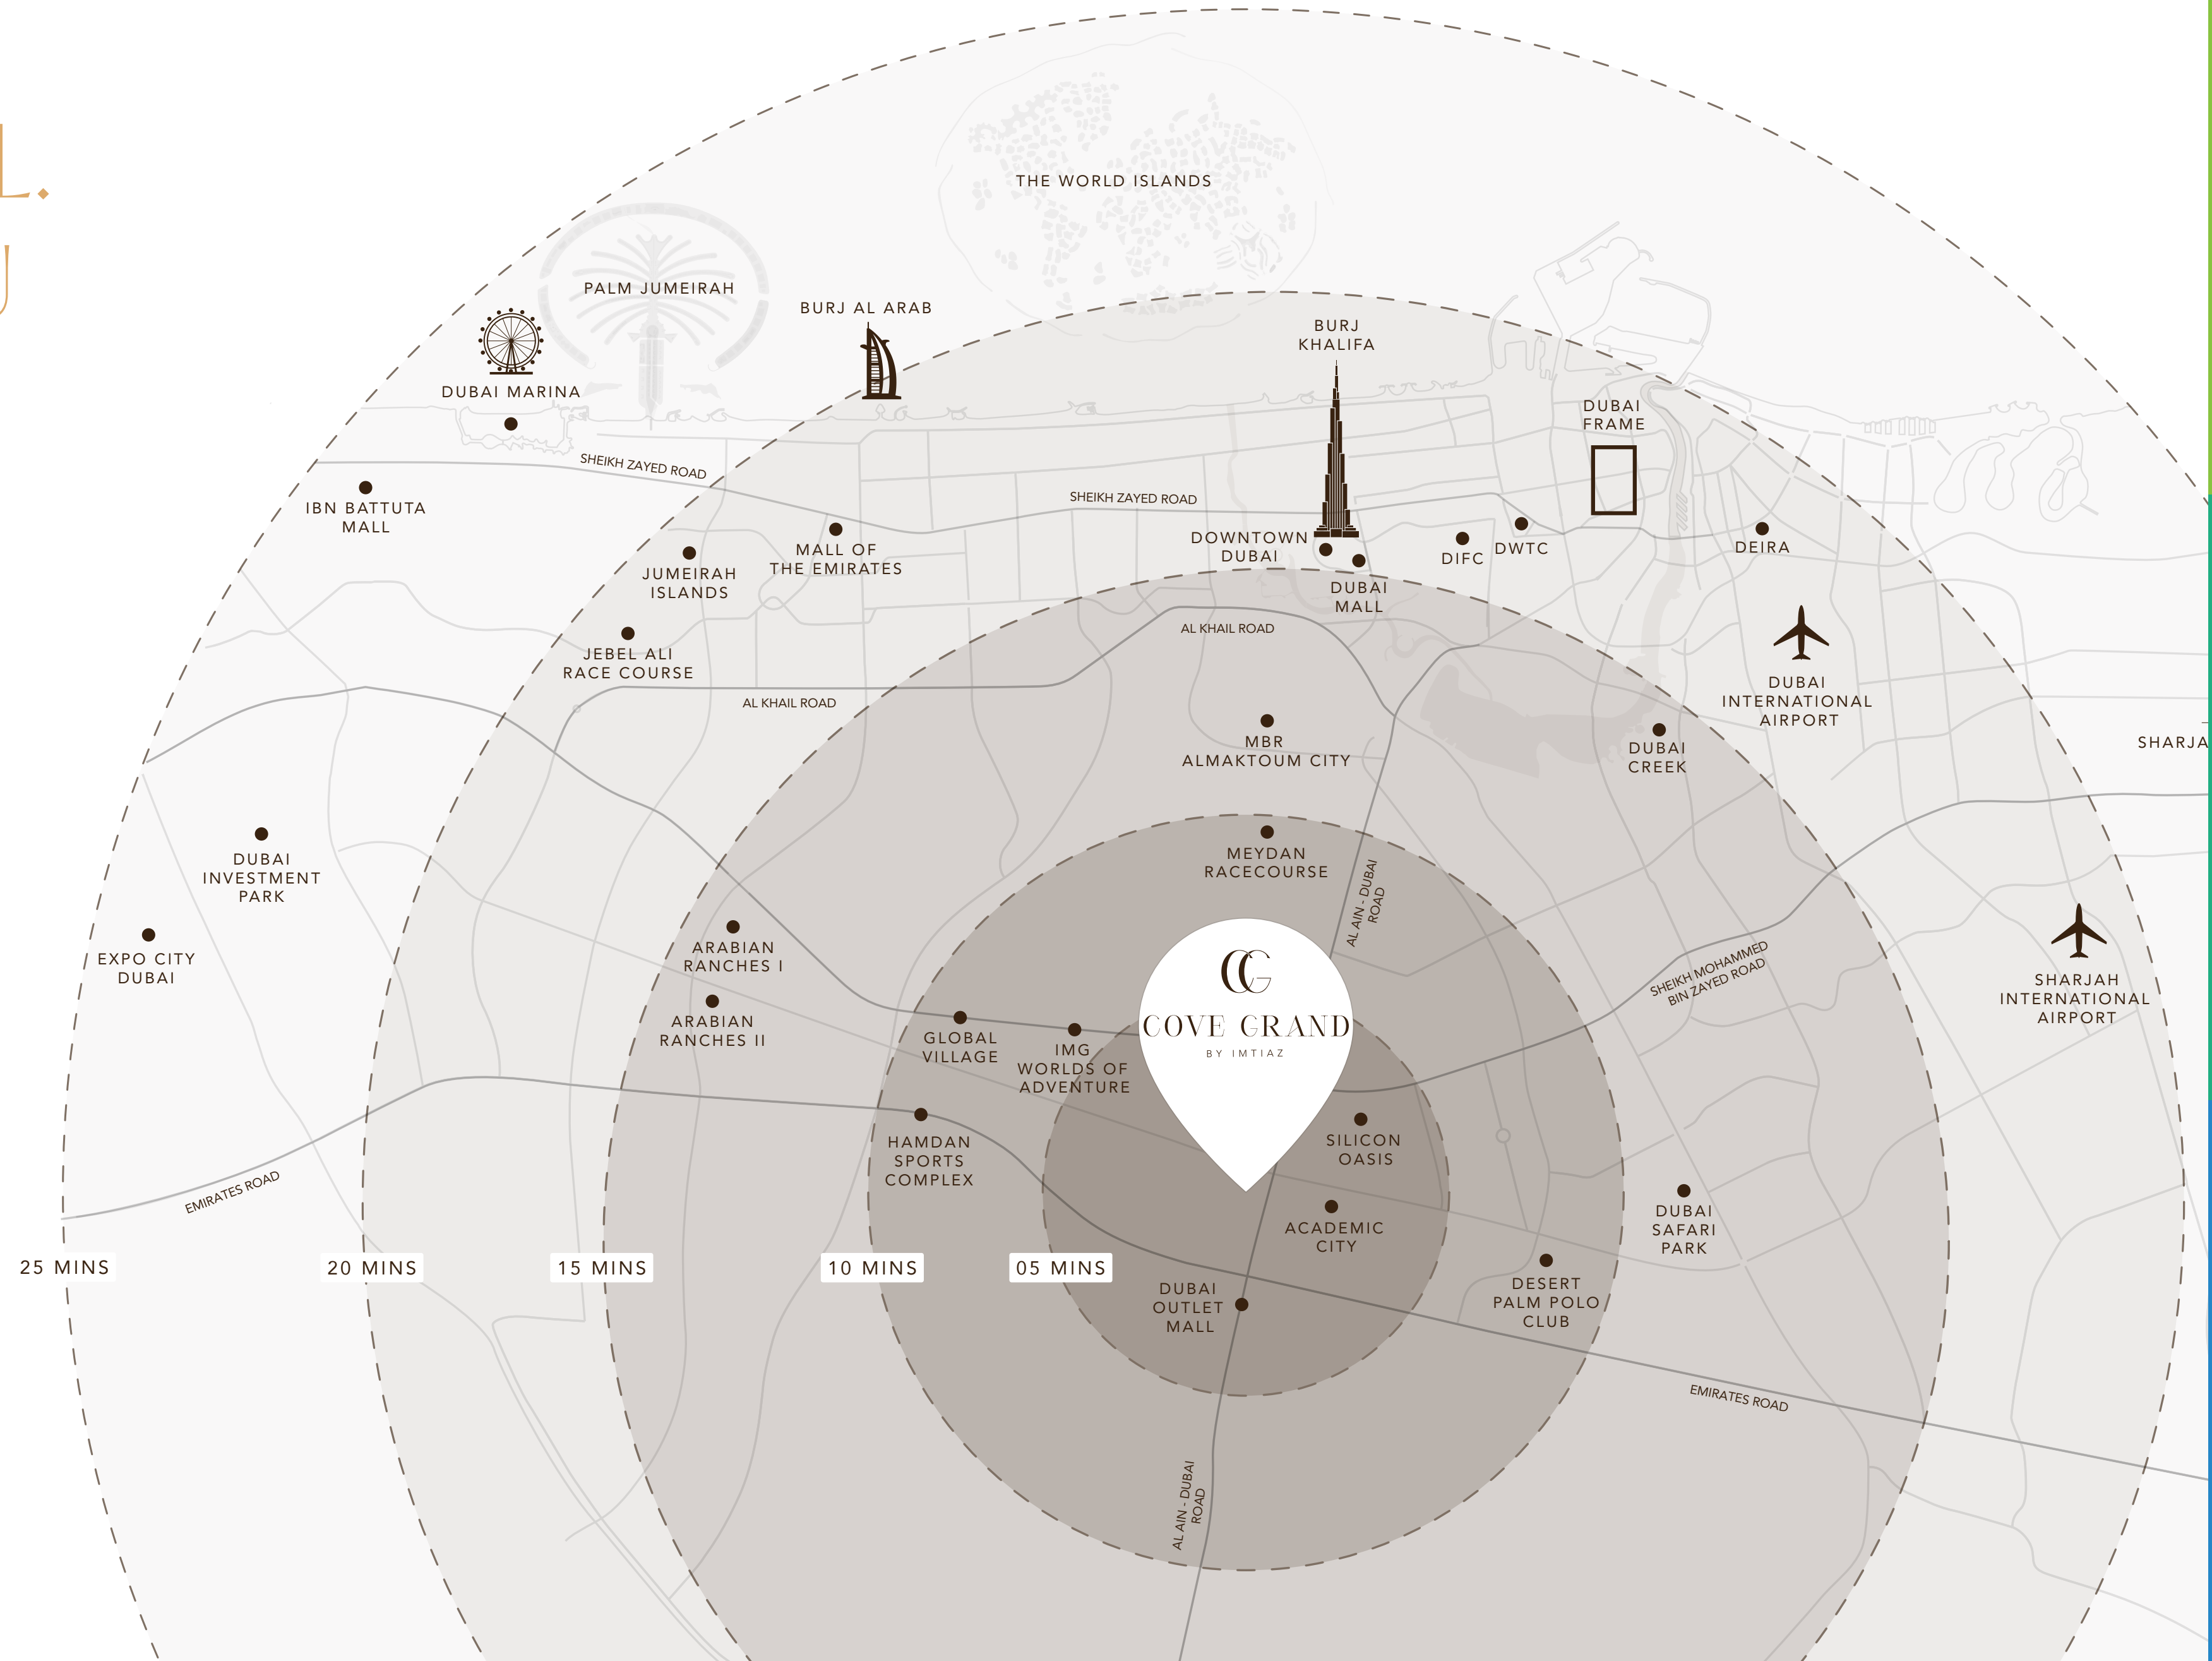 L.
U
THE WORLD ISLANDS
PALM JUMEIRAH
BURJ AL ARAB
BURJ
KHALIFA
DUBAI MARINA
DUBAI
FRAME
SHEIKH ZAYED ROAD
SHEIKH ZAYED ROAD
IBN BATTUTA
MALL
MALL OF
THE EMIRATES
JUMEIRAH
ISLANDS
DOWNTOWN
DUBAI
DIFC
DWTC
DEIRA
DUBAI
MALL
AL KHAIL ROAD
JEBEL ALI
RACE COURSE
AL KHAIL ROAD
DUBAI
INTERNATIONAL
AIRPORT
MBR
ALMAKTOUM CITY
DUBAI
CREEK
SHARJA
DUBAI
INVESTMENT
PARK
MEYDAN
RACECOURSE
AL AIN - DUBAI
ROAD
EXPO CITY
DUBAI
ARABIAN
RANCHES I
ARABIAN
RANCHES II
CG
COVE GRAND
BY IMTIAZ
SHEIKH MOHAMMED
BIN ZAYED ROAD
SHARJAH
INTERNATIONAL
AIRPORT
GLOBAL
VILLAGE
IMG
WORLDS OF
ADVENTURE
HAMDAN
SPORTS
COMPLEX
SILICON
OASIS
EMIRATES ROAD
ACADEMIC
CITY
DUBAI
SAFARI
PARK
25 MINS
20 MINS
15 MINS
10 MINS
05 MINS
DUBAI
OUTLET
MALL
DESERT
PALM POLO
CLUB
EMIRATES ROAD
AL AIN - DUBAI
ROAD